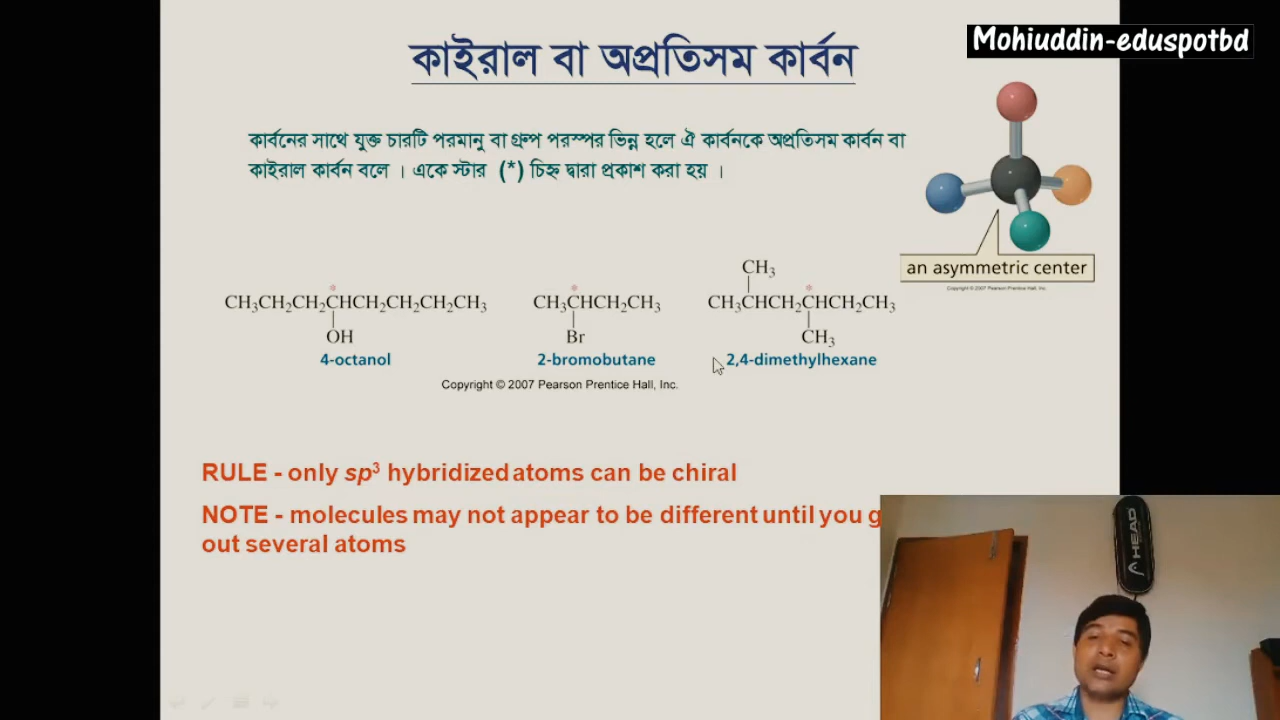 Mohiuddin-eduspotbd
কাইরাল বা অপ্রতিসম কার্বন
কার্বনের সাথে যুক্ত চারটি পরমানু বা গ্রুপ পরস্পর ভিন্ন হলে ঐ কার্বনকে অপ্রতিসম কার্বন বা
কাইরাল কার্বন বলে । একে স্টার (*) চিহ্ন দ্বারা প্রকাশ করা হয় ।
an asymmetric center
Copyright © 2007 Pearson Prentice Hall, Inc.
CH₃
CH₃CH₂CH₂CHCH₂CH₂CH₂CH₃ CH₃CHCH₂CH₃ CH₃CHCH₂CHCH₂CH₃
OH Br CH₃
4-octanol 2-bromobutane 2,4-dimethylhexane
Copyright © 2007 Pearson Prentice Hall, Inc.
RULE - only sp³ hybridized atoms can be chiral
NOTE - molecules may not appear to be different until you
out several atoms
HEAD